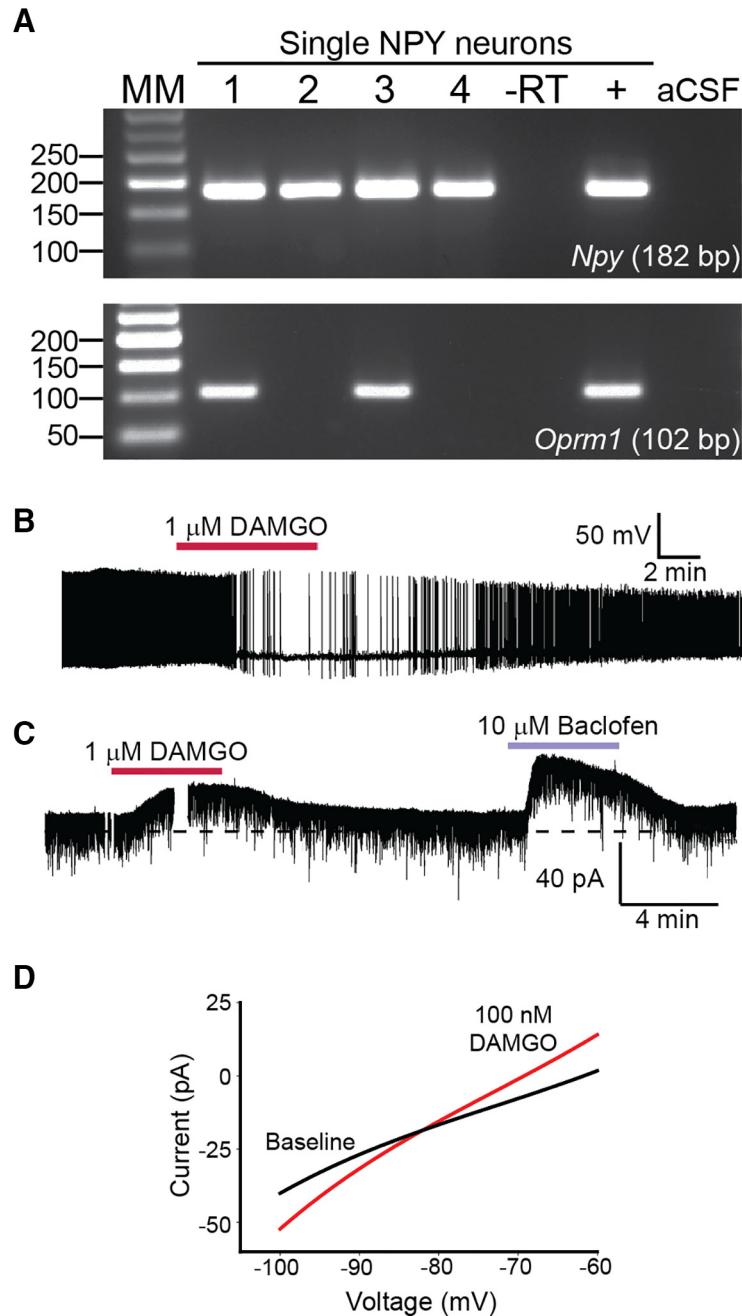 A
Single NPY neurons
MM 1 2 3 4 -RT + aCSF
250
200
150
100
Npy (182 bp)
200
150
100
50
Oprm1 (102 bp)
B
1 μM DAMGO
50 mV
2 min
C
1 μM DAMGO
10 μM Baclofen
40 pA
4 min
D
25
0
-25
-50
Current (pA)
100 nM
DAMGO
Baseline
-100 -90 -80 -70 -60
Voltage (mV)